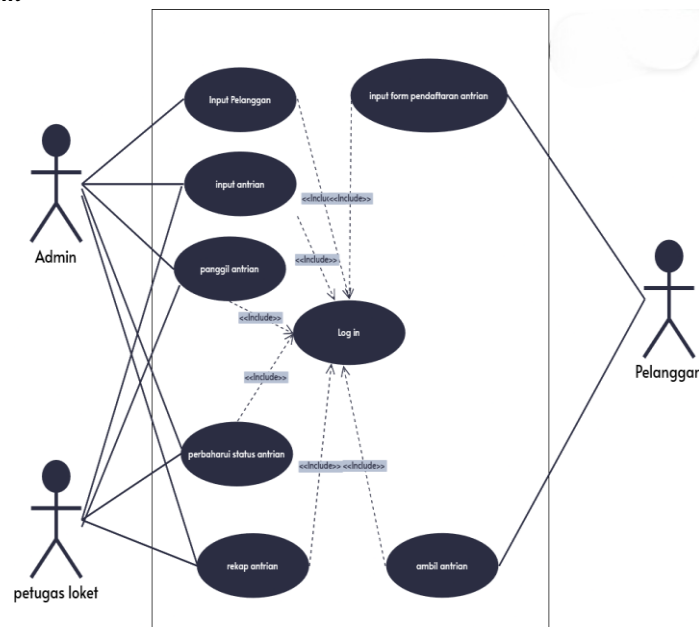 Input Pelanggan
input form pendaftaran antrian
input antrian
<<Inclu
<<Include>>
Admin
panggil antrian
<<Include>>
<<Include>>
Log in
Pelanggan
<<Include>>
perbaharui status antrian
<<Include>>
<<Include>>
petugas loket
rekap antrian
ambil antrian